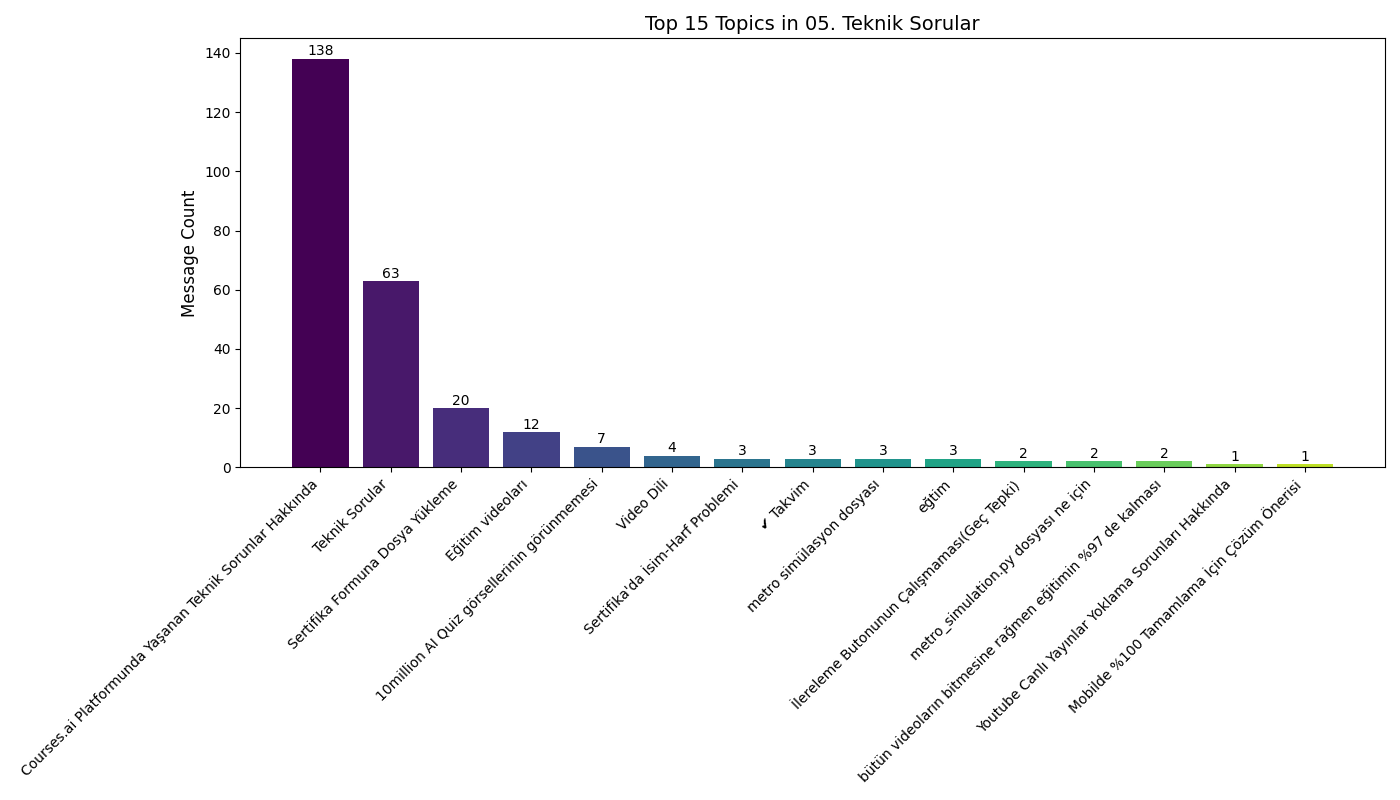 Top 15 Topics in 05. Teknik Sorular
Message Count
140
120
100
80
60
40
20
0
138
63
20
12
7
4
3
3
3
3
2
2
2
1
1
Courses.ai Platformunda Yaşanan Teknik Sorunlar Hakkında
Teknik Sorular
Sertifika Formuna Dosya Yükleme
Eğitim videoları
10million AI Quiz görsellerinin görünmemesi
Video Dili
Sertifika'da İsim-Harf Problemi
✔ Takvim
metro simülasyon dosyası
eğitim
İlereleme Butonunun Çalışmaması(Geç Tepki)
metro_simulation.py dosyası ne için
bütün videoların bitmesine rağmen eğitimin %97 de kalması
Youtube Canlı Yayınlar Yoklama Sorunları Hakkında
Mobilde %100 Tamamlama İçin Çözüm Önerisi